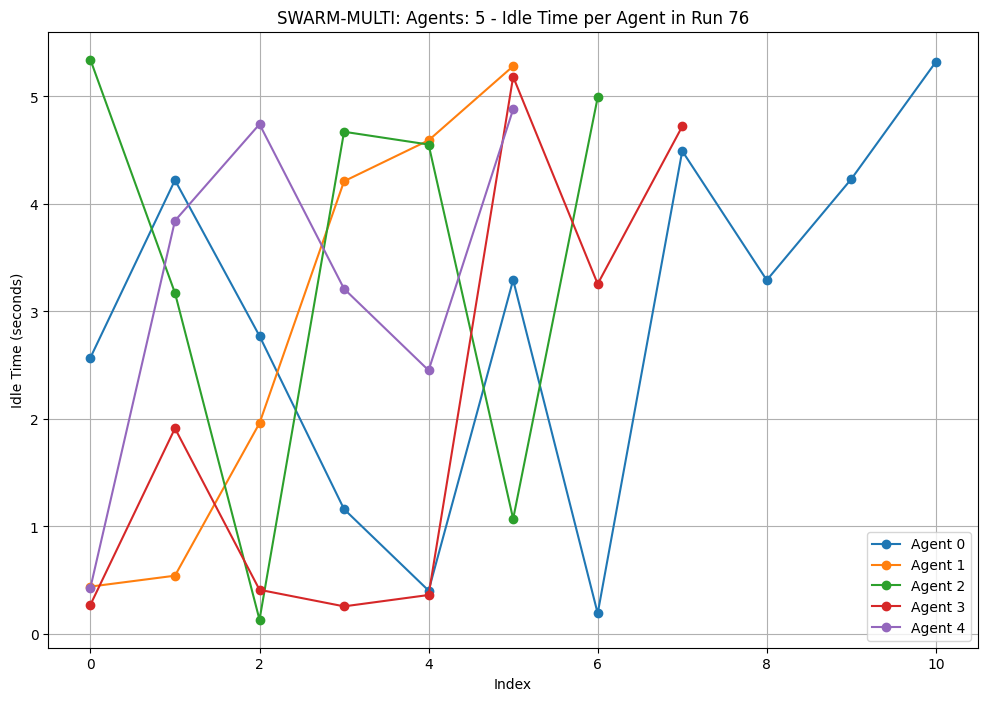 SWARM-MULTI: Agents: 5 - Idle Time per Agent in Run 76
Idle Time (seconds)
5
4
3
2
1
0
0
2
4
6
8
10
Index
Agent 0
Agent 1
Agent 2
Agent 3
Agent 4